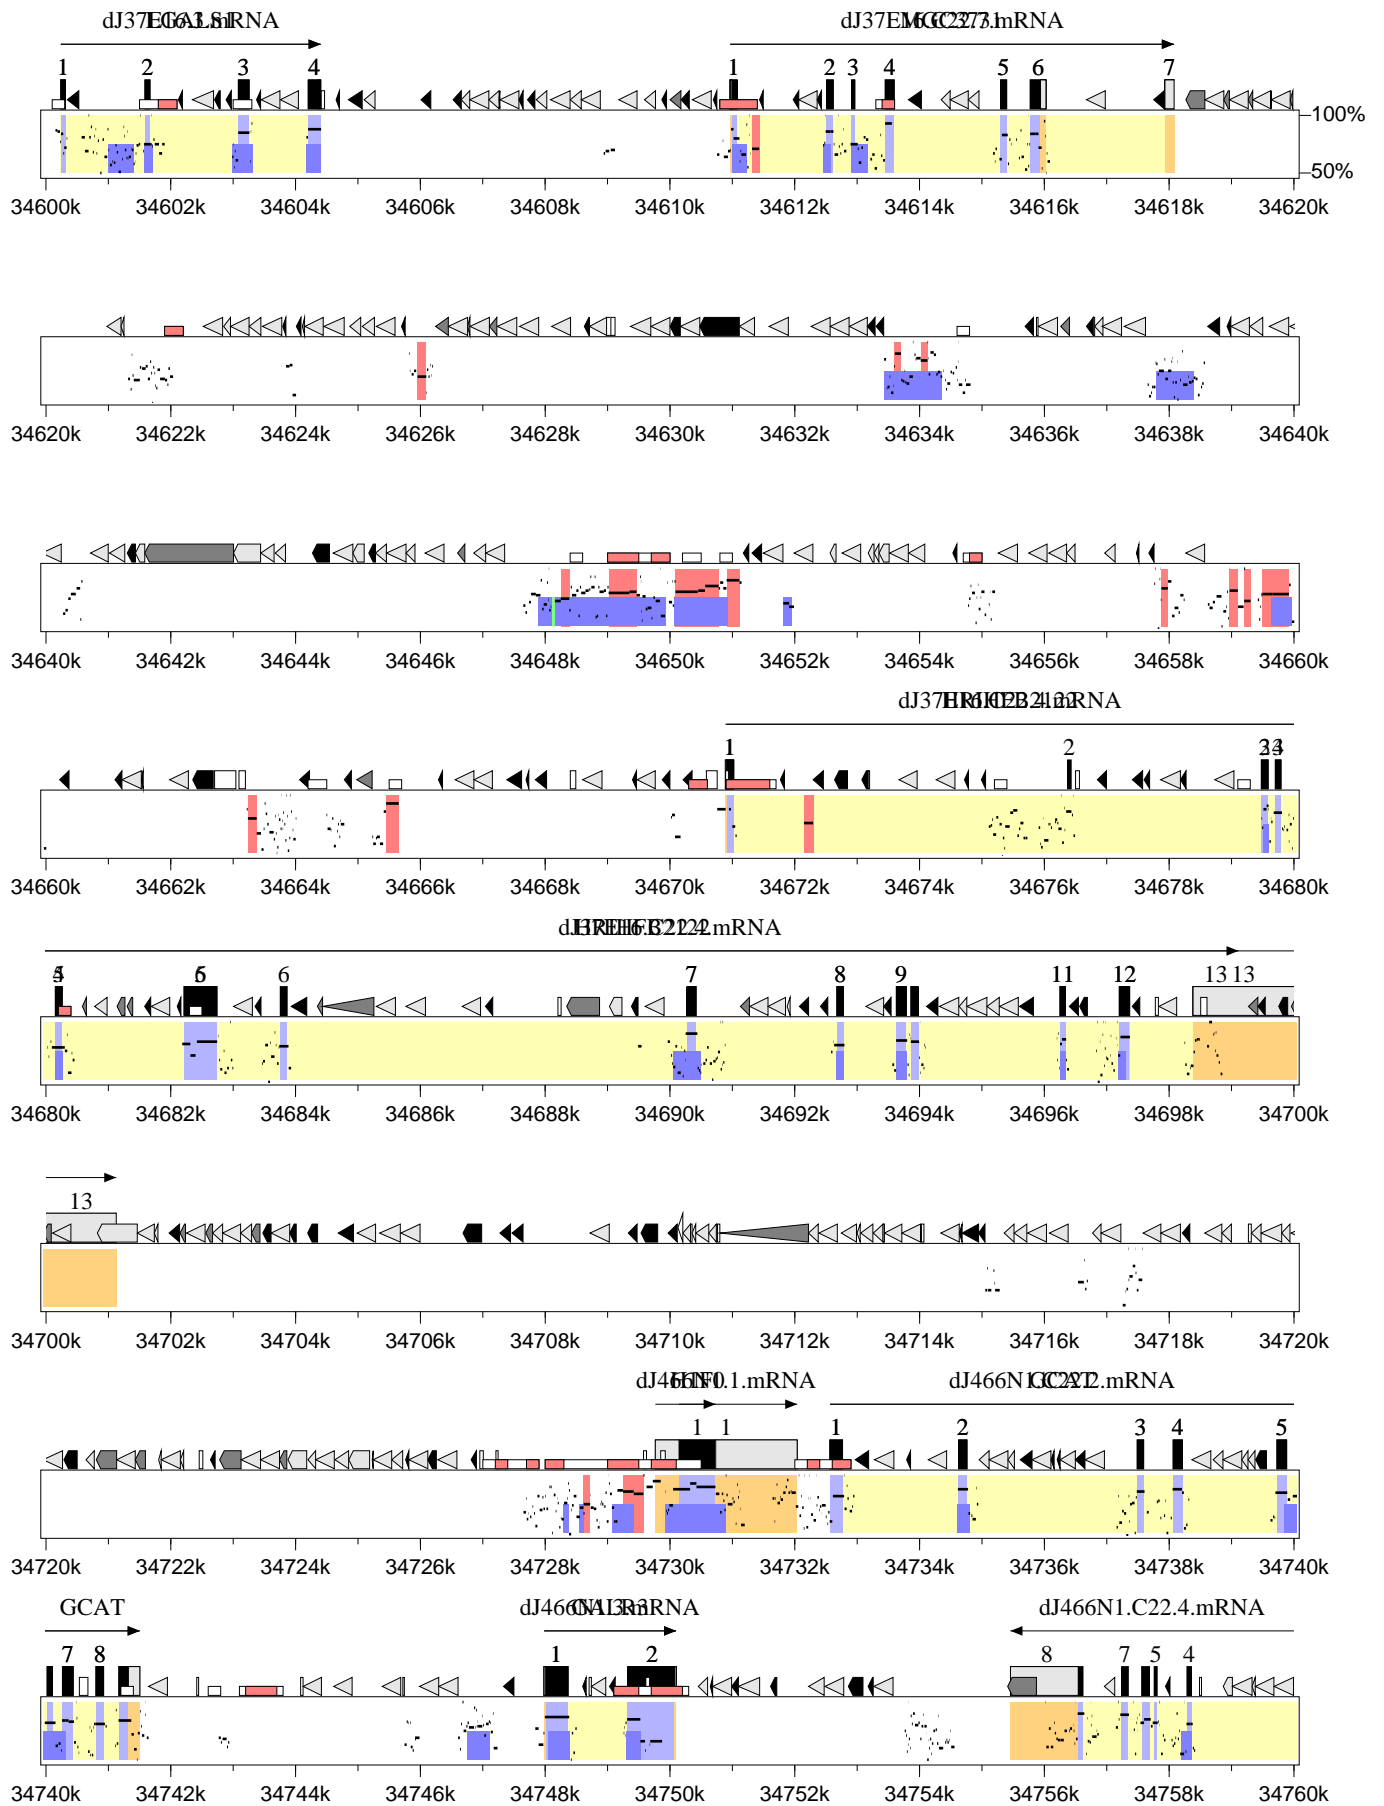 1 2 3 4 1 2 3 4 5 6 7
100%
50%
34600k 34602k 34604k 34606k 34608k 34610k 34612k 34614k 34616k 34618k 34620k
34620k 34622k 34624k 34626k 34628k 34630k 34632k 34634k 34636k 34638k 34640k
34640k 34642k 34644k 34646k 34648k 34650k 34652k 34654k 34656k 34658k 34660k
1 2
34660k 34662k 34664k 34666k 34668k 34670k 34672k 34674k 34676k 34678k 34680k
6 7 8 9 11 12 13 13
34680k 34682k 34684k 34686k 34688k 34690k 34692k 34694k 34696k 34698k 34700k
13
34700k 34702k 34704k 34706k 34708k 34710k 34712k 34714k 34716k 34718k 34720k
1 1 1 2 3 4 5
34720k 34722k 34724k 34726k 34728k 34730k 34732k 34734k 34736k 34738k 34740k
GCAT dJ466N1.C22.4.mRNA
7 8 1 2 8 7 5 4
34740k 34742k 34744k 34746k 34748k 34750k 34752k 34754k 34756k 34758k 34760k